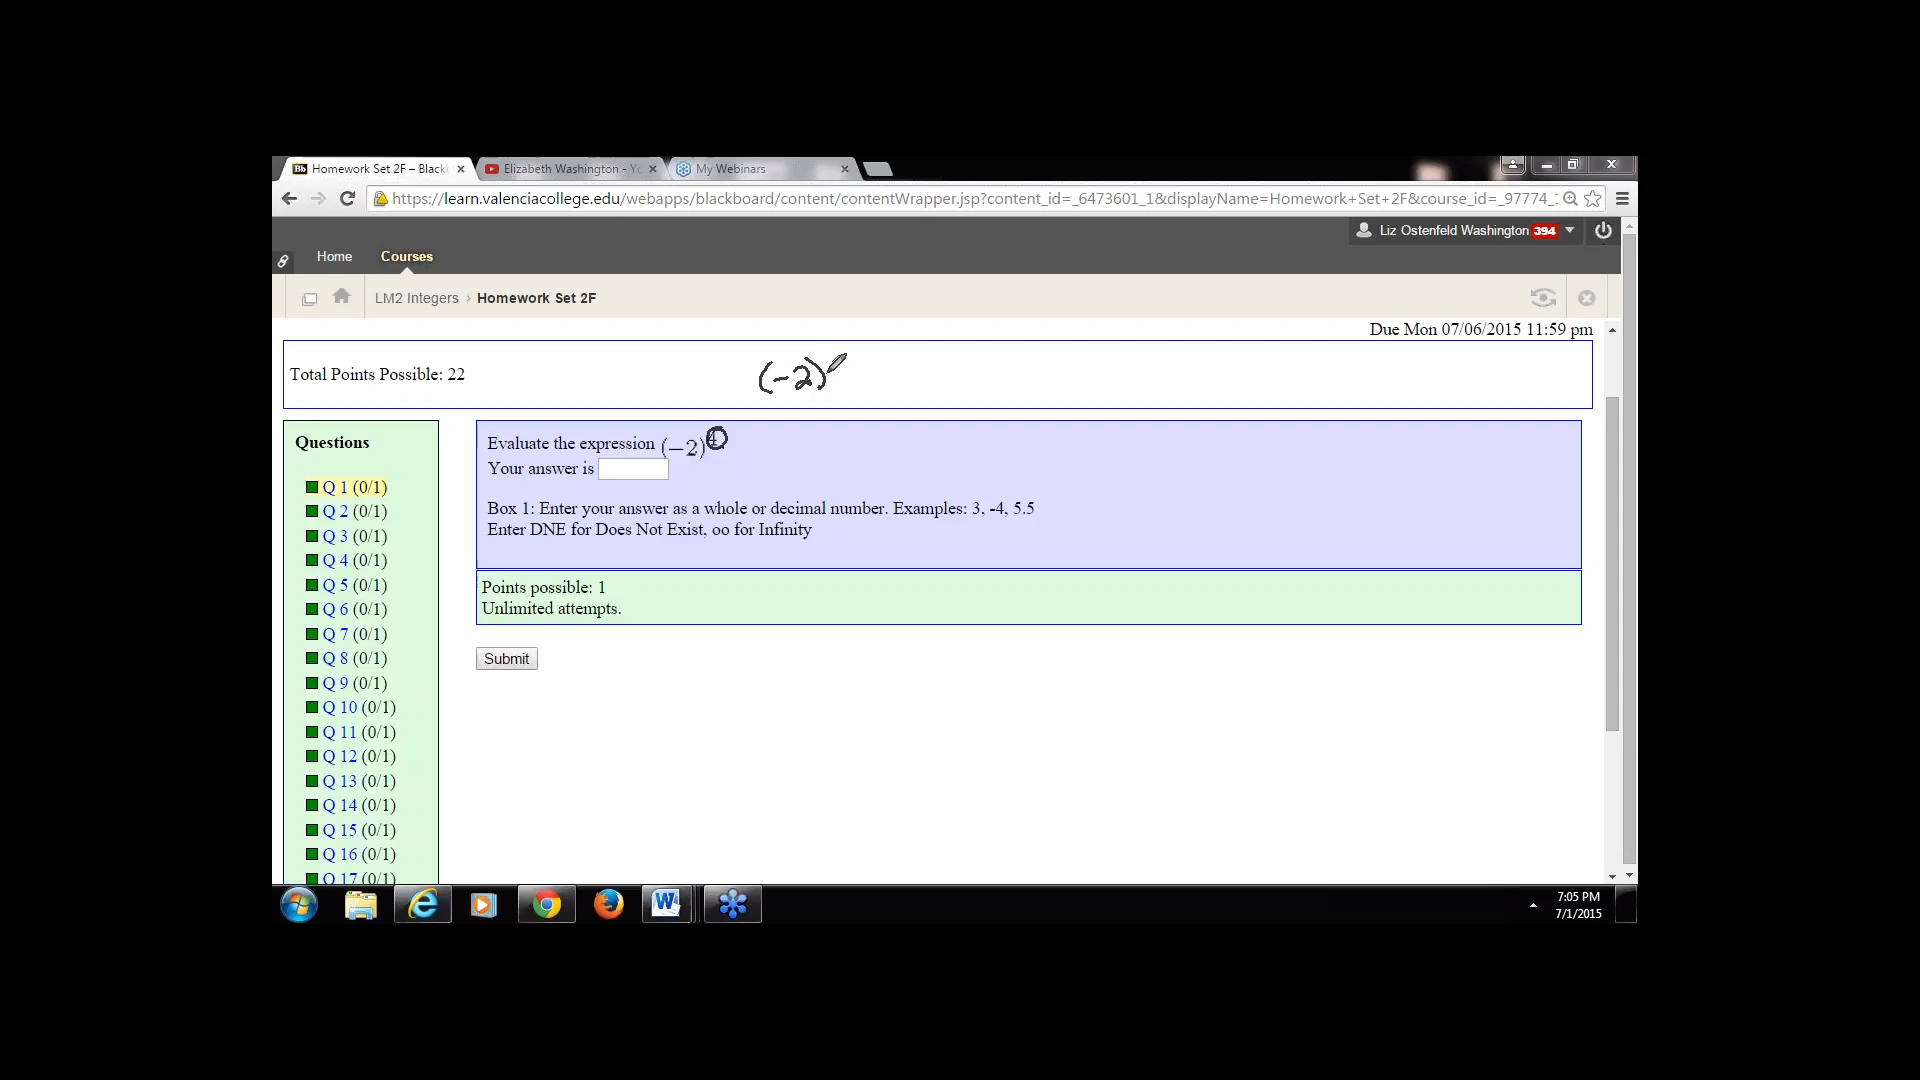 Homework Set 2F – Blackb
Elizabeth Washington - Yo
My Webinars
https://learn.valenciacollege.edu/webapps/blackboard/content/contentWrapper.jsp?content_id=_6473601_1&displayName=Homework+Set+2F&course_id=_97774_
Liz Ostenfeld Washington 394
Home Courses
LM2 Integers › Homework Set 2F
Due Mon 07/06/2015 11:59 pm
Total Points Possible: 22
(-2)
Questions
Q 1 (0/1)
Q 2 (0/1)
Q 3 (0/1)
Q 4 (0/1)
Q 5 (0/1)
Q 6 (0/1)
Q 7 (0/1)
Q 8 (0/1)
Q 9 (0/1)
Q 10 (0/1)
Q 11 (0/1)
Q 12 (0/1)
Q 13 (0/1)
Q 14 (0/1)
Q 15 (0/1)
Q 16 (0/1)
Q 17 (0/1)
Evaluate the expression (−2)⁴
Your answer is
Box 1: Enter your answer as a whole or decimal number. Examples: 3, -4, 5.5
Enter DNE for Does Not Exist, oo for Infinity
Points possible: 1
Unlimited attempts.
Submit
7:05 PM
7/1/2015